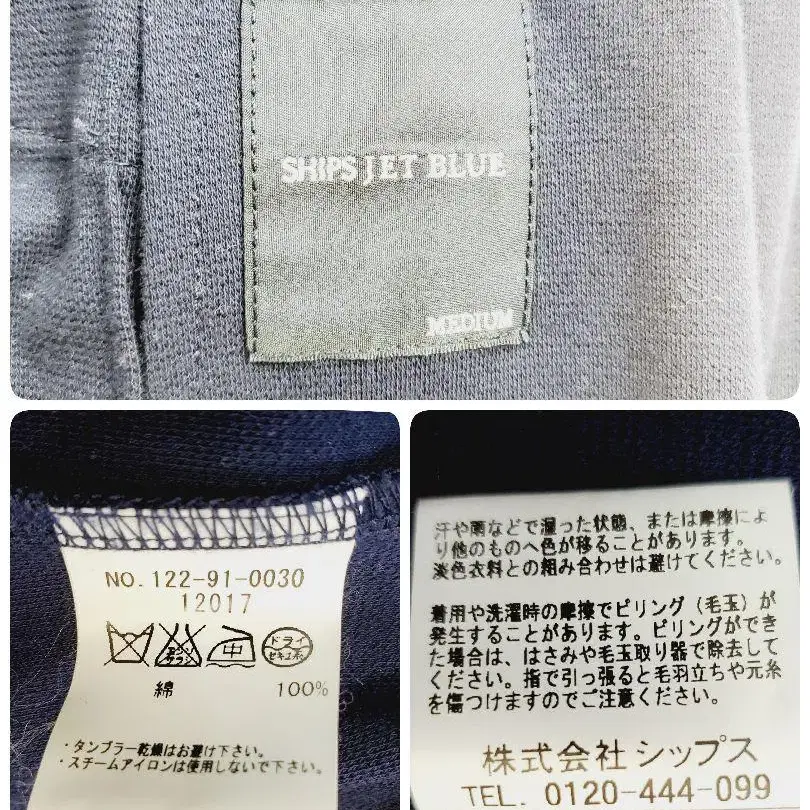 SHIPS JET BLUE
MEDIUM
NO. 122-91-0030
12017
エンソ
サラシ
中
ドライ
セキユ系
綿 100%
・タンブラー乾燥はお避け下さい。
・スチームアイロンは使用しないで下さい。
汗や雨などで湿った状態、または摩擦によ
り他のものへ色が移ることがあります。
淡色衣料との組み合わせは避けてください。
着用や洗濯時の摩擦でピリング（毛玉）が
発生することがあります。ピリングができ
た場合は、はさみや毛玉取り器で除去して
ください。指で引っ張ると毛羽立ちや元糸
を傷つけますのでご注意ください。
株式会社シップス
TEL. 0120-444-099